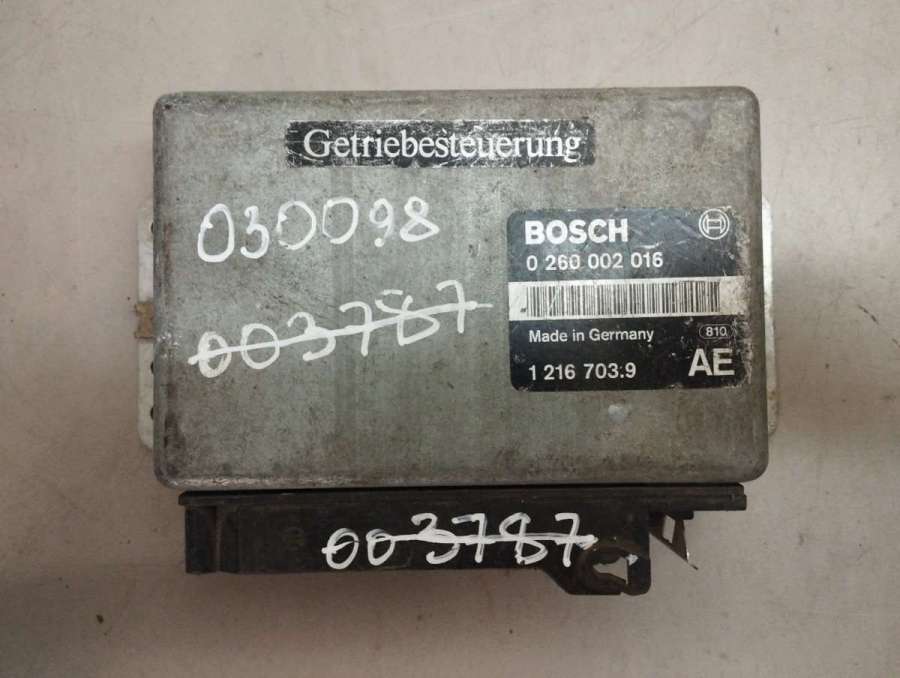 Getriebesteuerung
030098
003787
BOSCH
0 260 002 016
Made in Germany 810
1 216 703.9 AE
003787